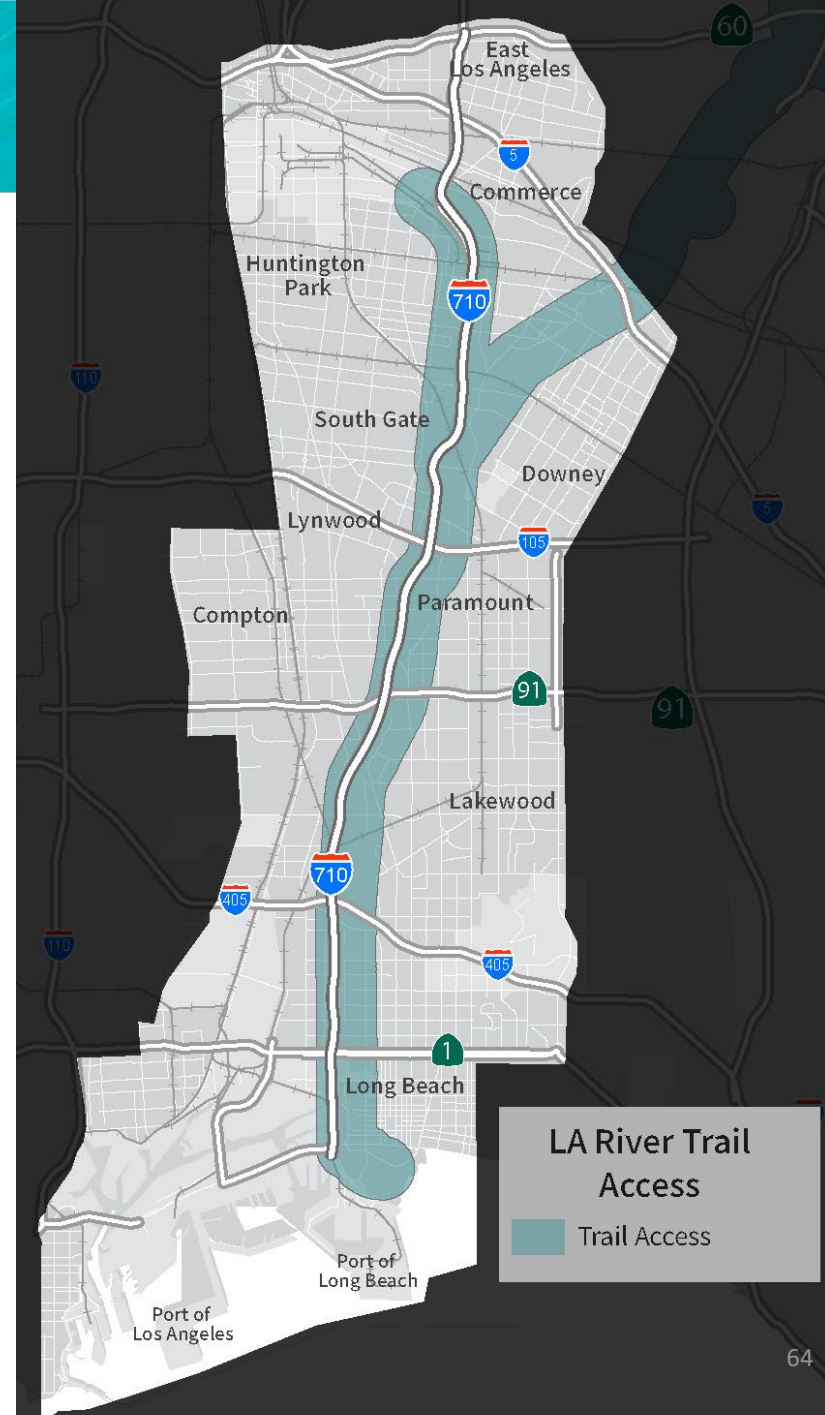 60
East
Los Angeles
5
Commerce
Huntington
Park
710
110
South Gate
Downey
5
Lynwood
105
Compton
Paramount
91
91
Lakewood
710
405
110
405
1
Long Beach
LA River Trail
Access
Trail Access
Port of
Long Beach
Port of
Los Angeles
64